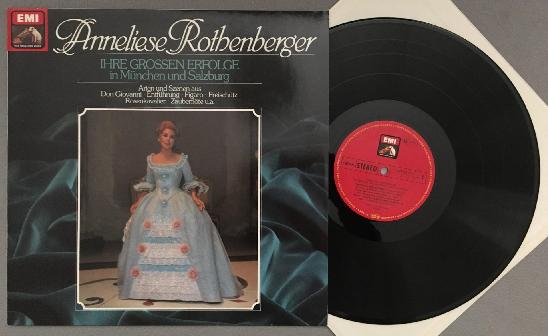 EMI
Anneliese Rothenberger
IHRE GROSSEN ERFOLGE
in München und Salzburg
Arien und Szenen aus
Don Giovanni · Entführung · Figaro · Freischütz
Rosenkavalier · Zauberflöte u.a.
EMI
STEREO